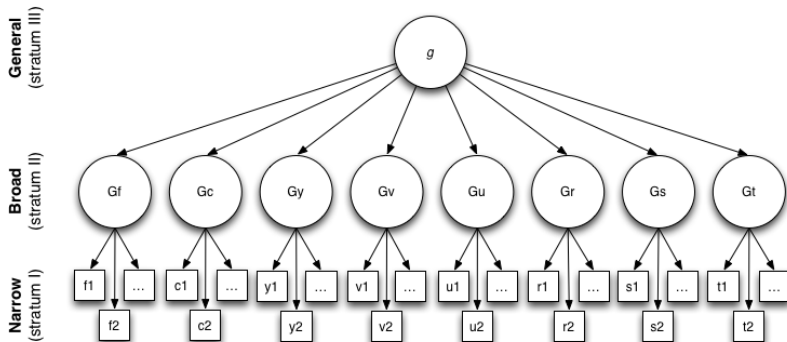 General
(stratum III)
g
Broad
(stratum II)
Gf Gc Gy Gv Gu Gr Gs Gt
Narrow
(stratum I)
f1 ... c1 ... y1 ... v1 ... u1 ... r1 ... s1 ... t1 ...
f2 c2 y2 v2 u2 r2 s2 t2